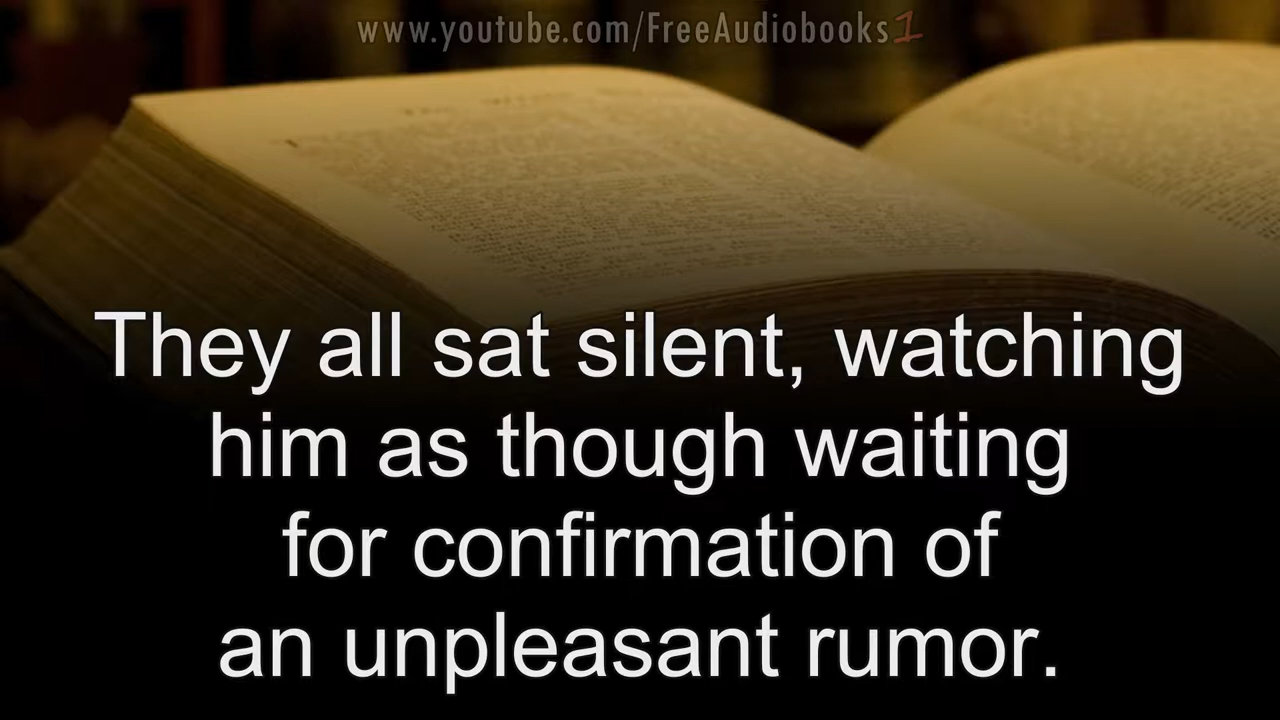 www.youtube.com/FreeAudiobooks1
They all sat silent, watching
him as though waiting
for confirmation of
an unpleasant rumor.